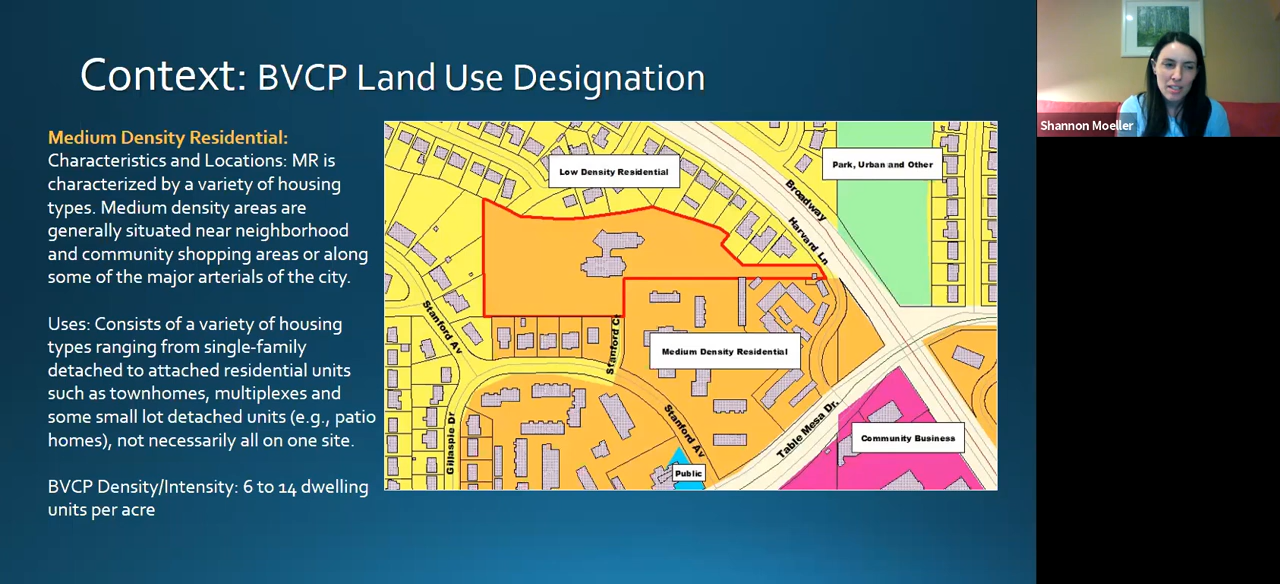 Context: BVCP Land Use Designation
Medium Density Residential:
Characteristics and Locations: MR is
characterized by a variety of housing
types. Medium density areas are
generally situated near neighborhood
and community shopping areas or along
some of the major arterials of the city.
Uses: Consists of a variety of housing
types ranging from single-family
detached to attached residential units
such as townhomes, multiplexes and
some small lot detached units (e.g., patio
homes), not necessarily all on one site.
BVCP Density/Intensity: 6 to 14 dwelling
units per acre
Low Density Residential
Park, Urban and Other
Broadway
Harvard Ln
Stanford Av
Stanford Ct
Medium Density Residential
Gillaspie Dr
Stanford Av
Table Mesa Dr.
Community Business
Public
Shannon Moeller